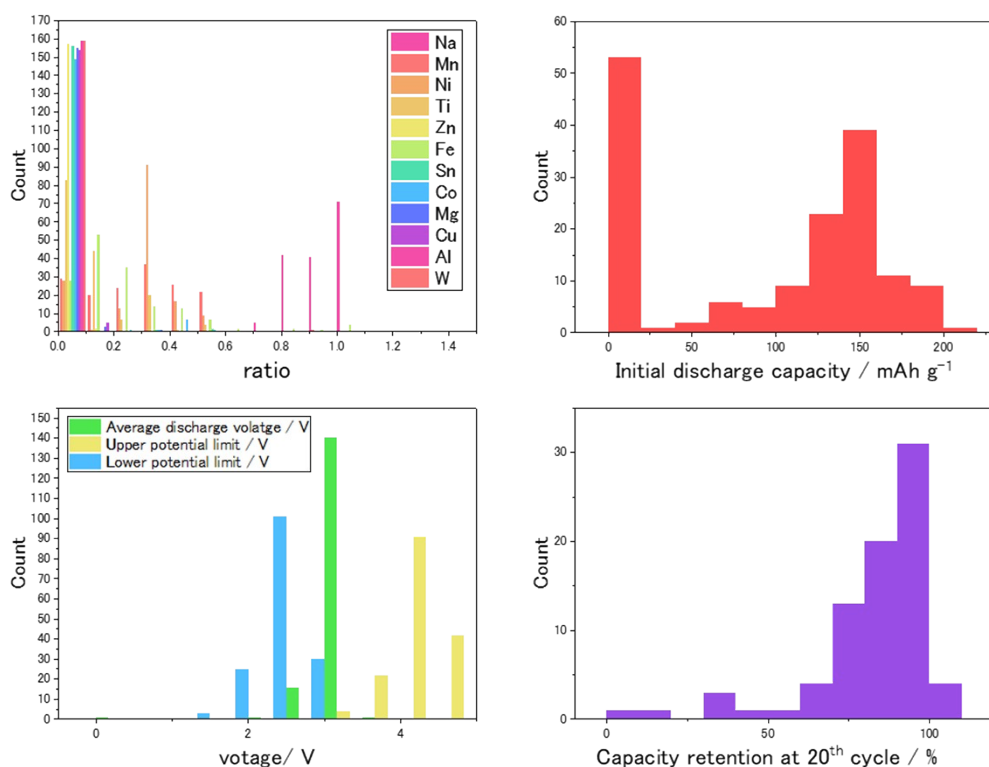 170
160
150
140
130
120
110
100
90
80
70
60
50
40
30
20
10
0
Count
0.0 0.2 0.4 0.6 0.8 1.0 1.2 1.4
ratio
Na
Mn
Ni
Ti
Zn
Fe
Sn
Co
Mg
Cu
Al
W
60
50
40
30
20
10
0
Count
0 50 100 150 200
Initial discharge capacity / mAh g⁻¹
150
140
130
120
110
100
90
80
70
60
50
40
30
20
10
0
Count
0 2 4
votage/ V
Average discharge volatge / V
Upper potential limit / V
Lower potential limit / V
30
20
10
0
Count
0 50 100
Capacity retention at 20ᵗʰ cycle / %